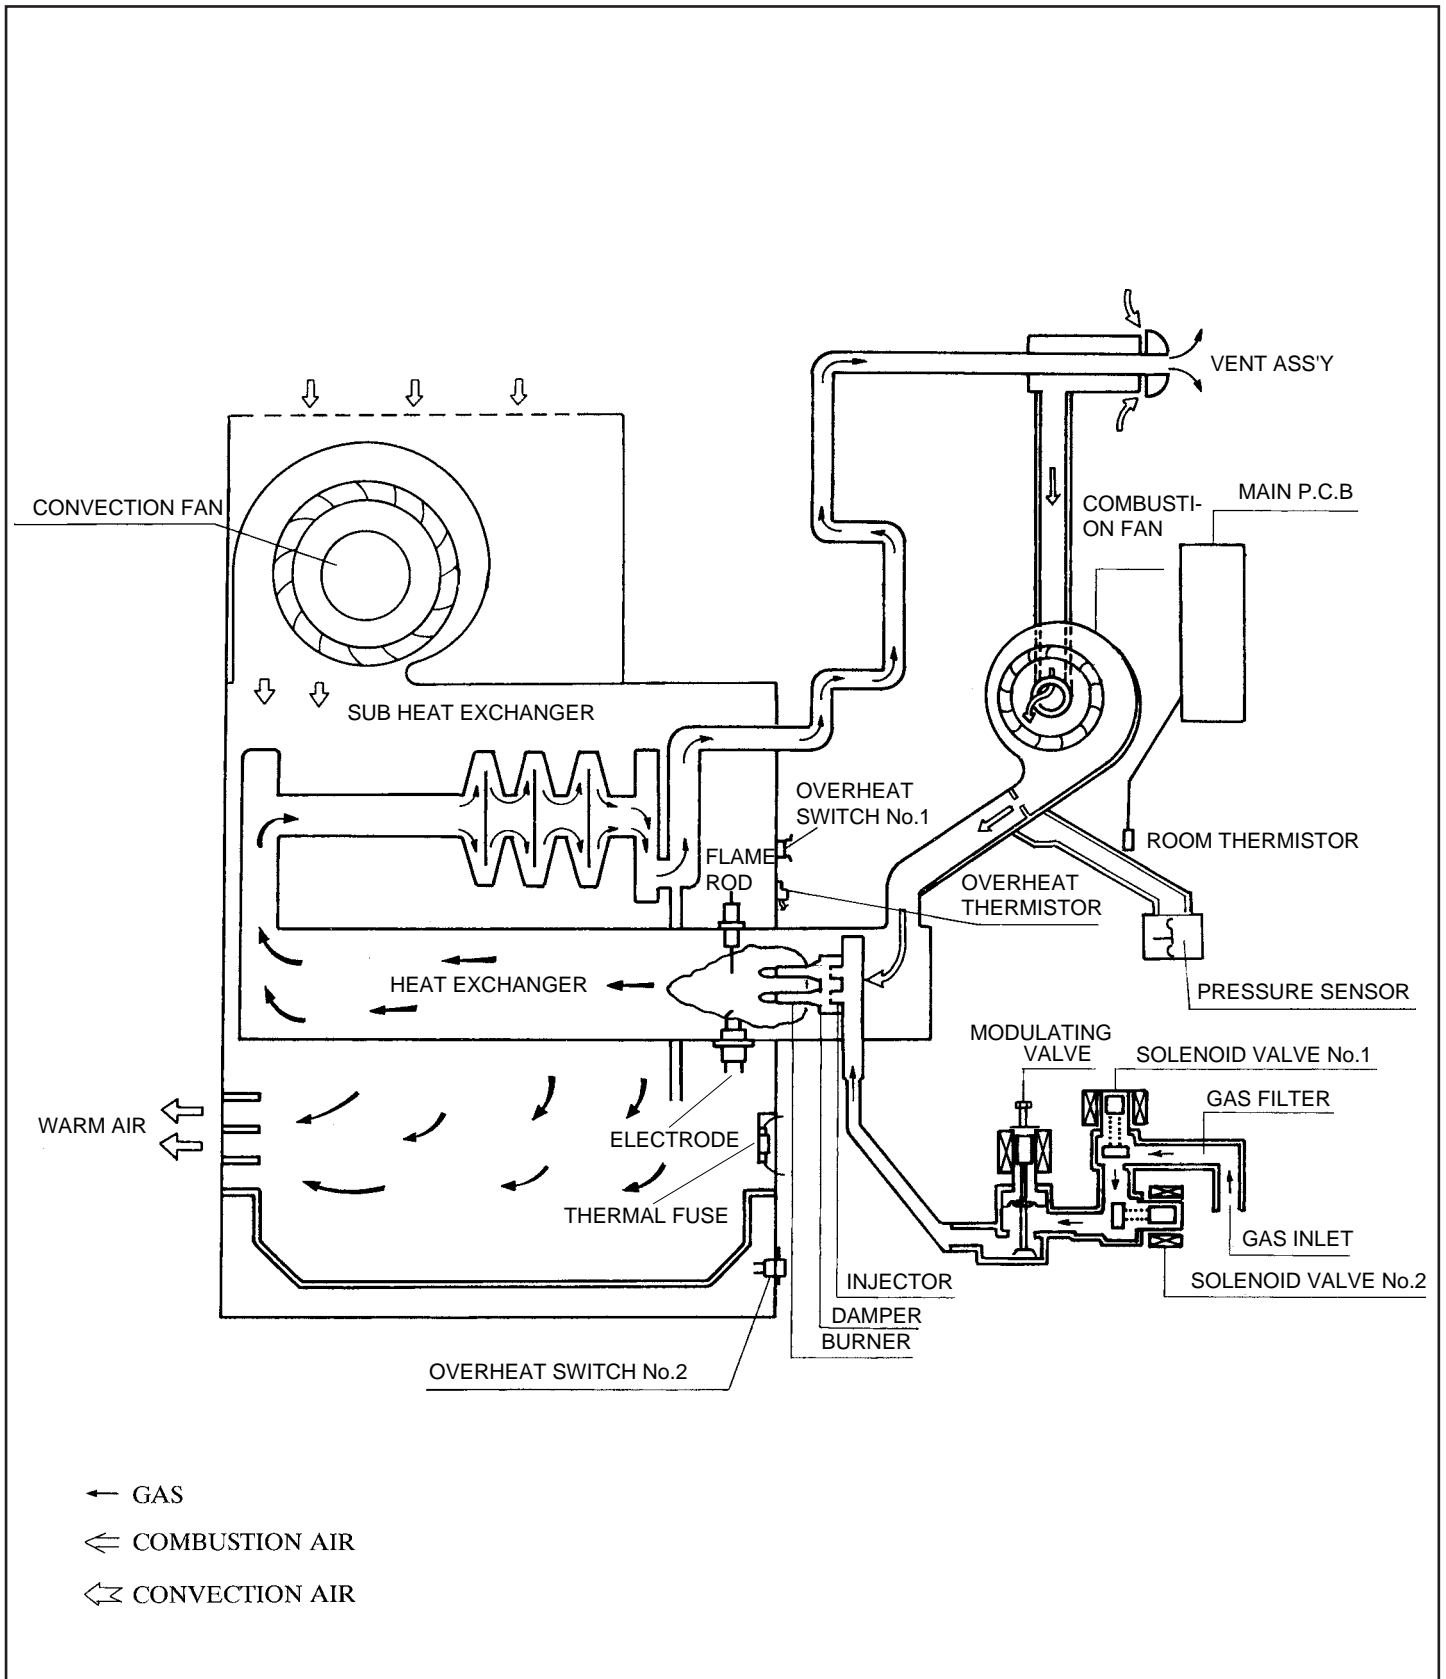 VENT ASS'Y
CONVECTION FAN
COMBUSTI-
ON FAN
MAIN P.C.B
SUB HEAT EXCHANGER
OVERHEAT
SWITCH No.1
ROOM THERMISTOR
FLAME
ROD
OVERHEAT
THERMISTOR
HEAT EXCHANGER
PRESSURE SENSOR
MODULATING
VALVE
SOLENOID VALVE No.1
GAS FILTER
WARM AIR
ELECTRODE
THERMAL FUSE
GAS INLET
INJECTOR
SOLENOID VALVE No.2
DAMPER
BURNER
OVERHEAT SWITCH No.2
GAS
COMBUSTION AIR
CONVECTION AIR